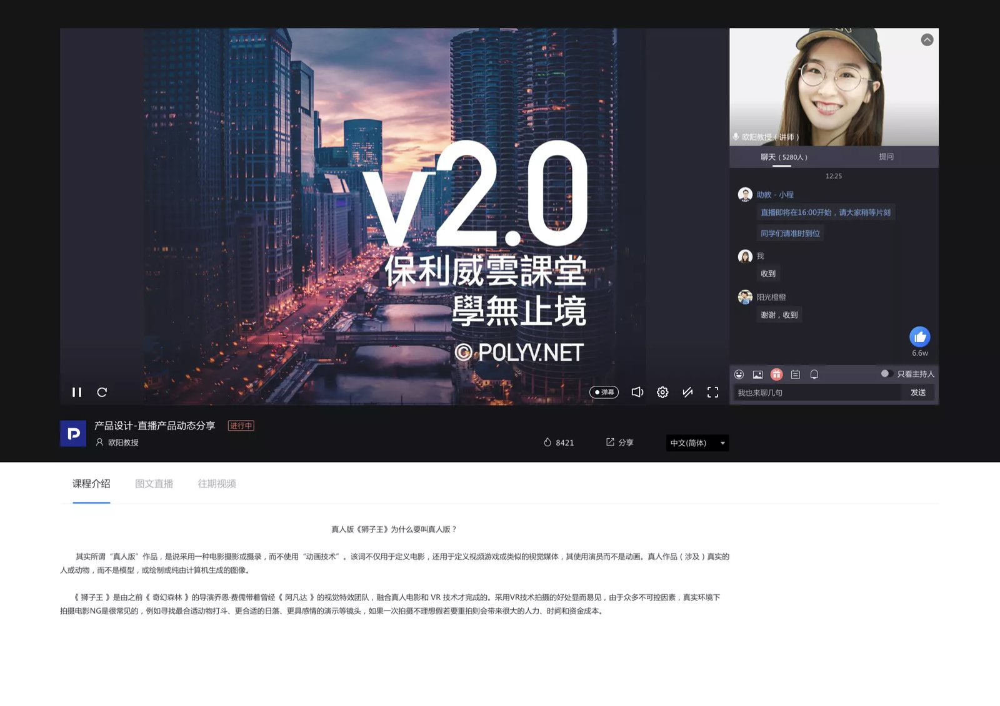 v2.0
保利威雲課堂
學無止境
© POLYV.NET
弹幕
欧阳教授（讲师）
聊天（5280人）
提问
12:25
助教 - 小程
直播即将在16:00开始，请大家稍等片刻
同学们请准时到位
我
收到
阳光橙橙
谢谢，收到
6.6w
只看主持人
我也来聊几句
发送
P
产品设计-直播产品动态分享 进行中
欧阳教授
8421
分享
中文(简体)
课程介绍 图文直播 往期视频
真人版《狮子王》为什么要叫真人版？
其实所谓“真人版”作品，是说采用一种电影摄影或摄录，而不使用“动画技术”。该词不仅用于定义电影，还用于定义视频游戏或类似的视觉媒体，其使用演员而不是动画。真人作品（涉及）真实的
人或动物，而不是模型，或绘制或纯由计算机生成的图像。
《 狮子王 》是由之前《 奇幻森林 》的导演乔恩·费儒带着曾经《 阿凡达 》的视觉特效团队，融合真人电影和 VR 技术才完成的。采用VR技术拍摄的好处显而易见，由于众多不可控因素，真实环境下
拍摄电影NG是很常见的，例如寻找最合适动物打斗、更合适的日落、更具感情的演示等镜头，如果一次拍摄不理想假若要重拍则会带来很大的人力、时间和资金成本。